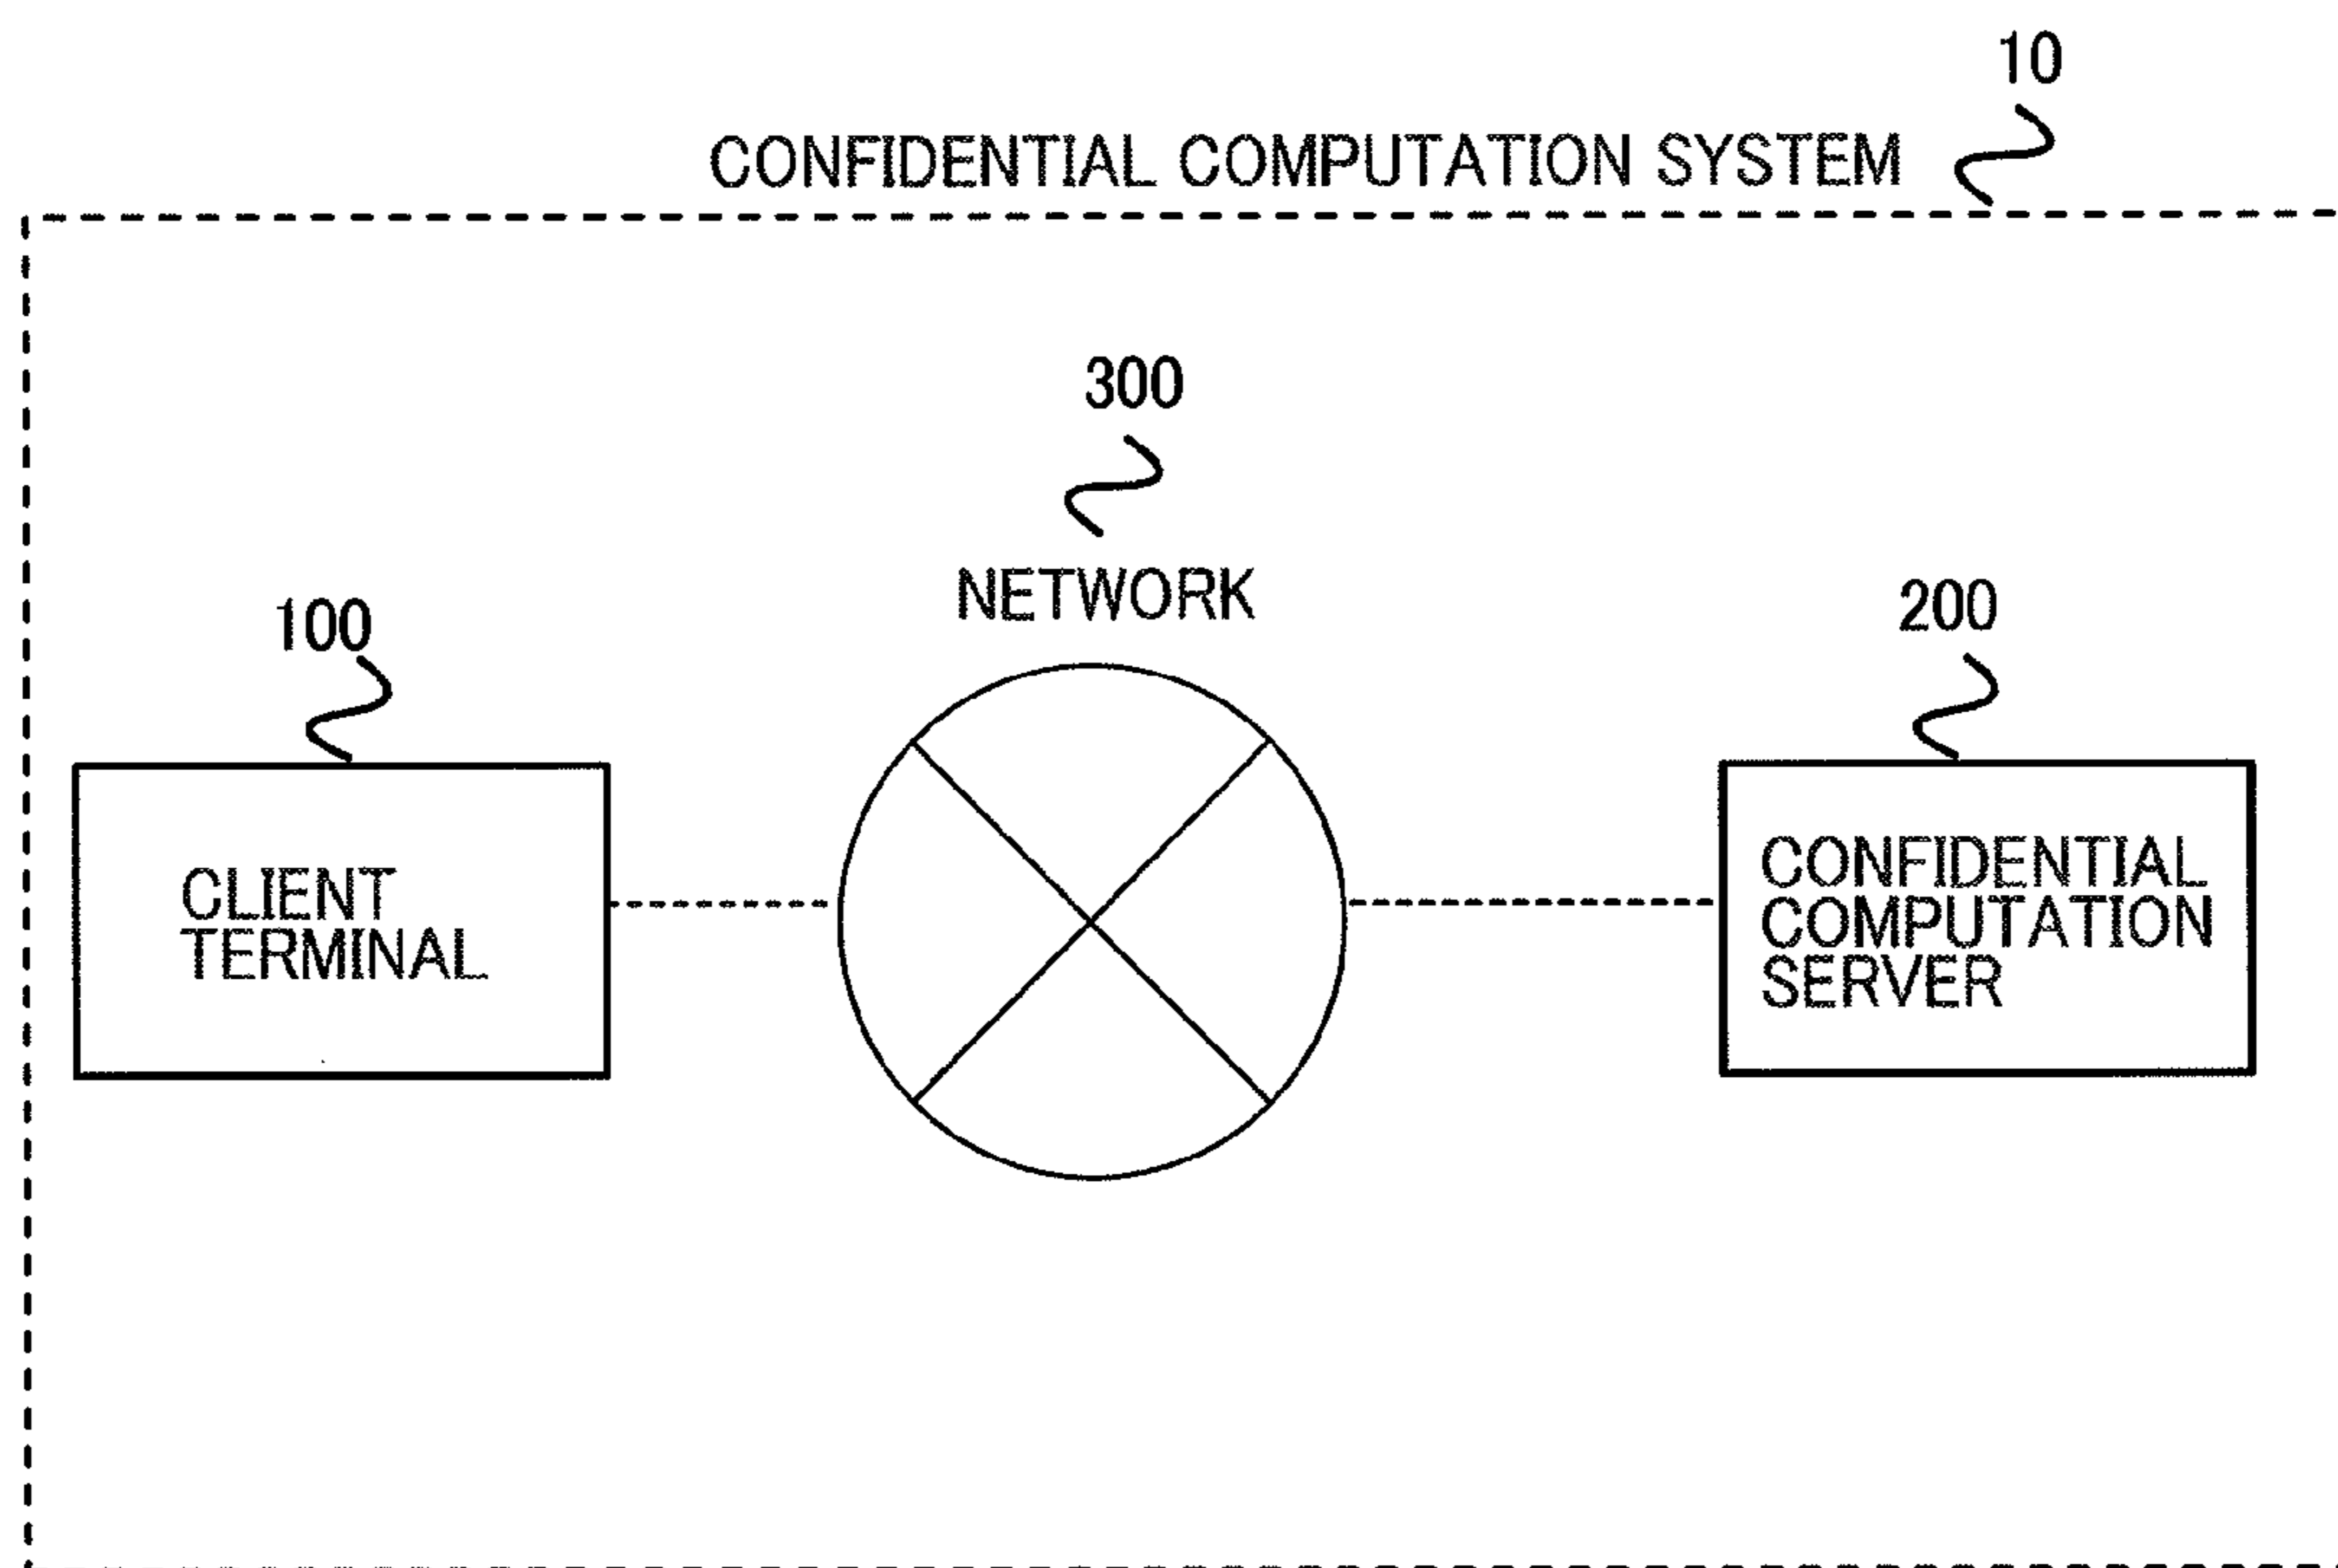 10
CONFIDENTIAL COMPUTATION SYSTEM
300
NETWORK
100
200
CLIENT
TERMINAL
CONFIDENTIAL
COMPUTATION
SERVER